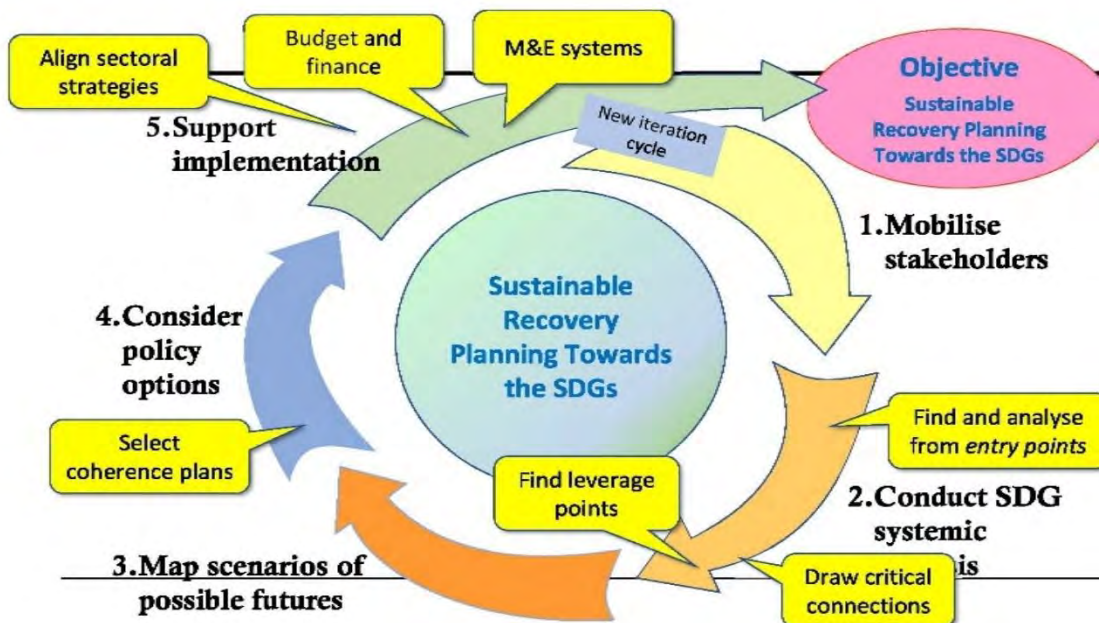 Align sectoral
strategies
Budget and
finance
M&E systems
Objective
Sustainable
Recovery Planning
Towards the SDGs
5.Support
implementation
New iteration
cycle
1.Mobilise
stakeholders
Sustainable
Recovery
Planning Towards
the SDGs
4.Consider
policy
options
Select
coherence plans
Find and analyse
from entry points
Find leverage
points
2.Conduct SDG
systemic
sis
Draw critical
connections
3.Map scenarios of
possible futures